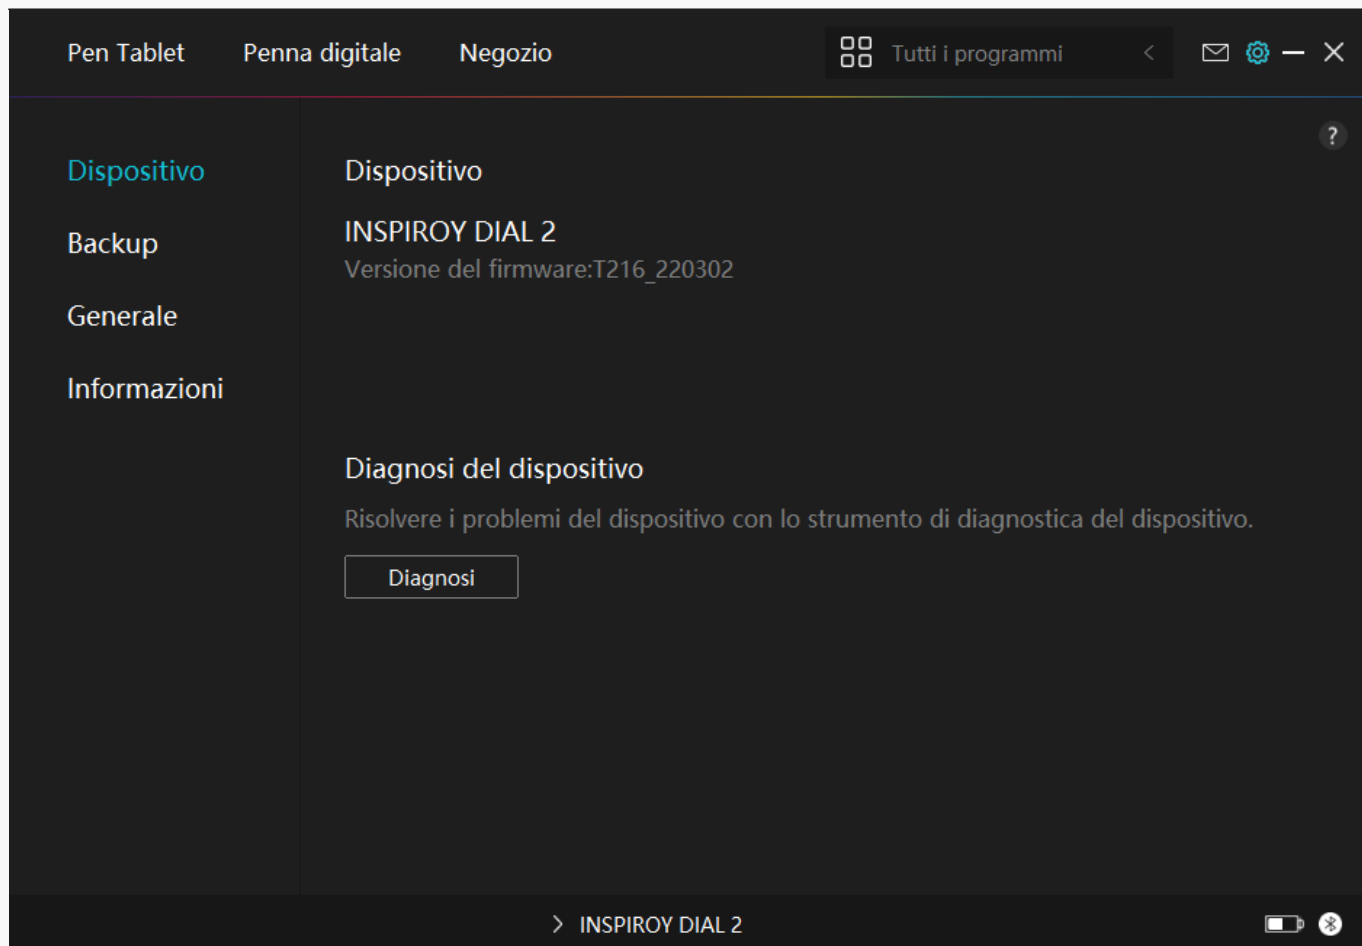 Pen Tablet Penna digitale Negozio Tutti i programmi
?
Dispositivo
Backup
Generale
Informazioni
Dispositivo
INSPIROY DIAL 2
Versione del firmware:T216_220302
Diagnosi del dispositivo
Risolvere i problemi del dispositivo con lo strumento di diagnostica del dispositivo.
Diagnosi
INSPIROY DIAL 2